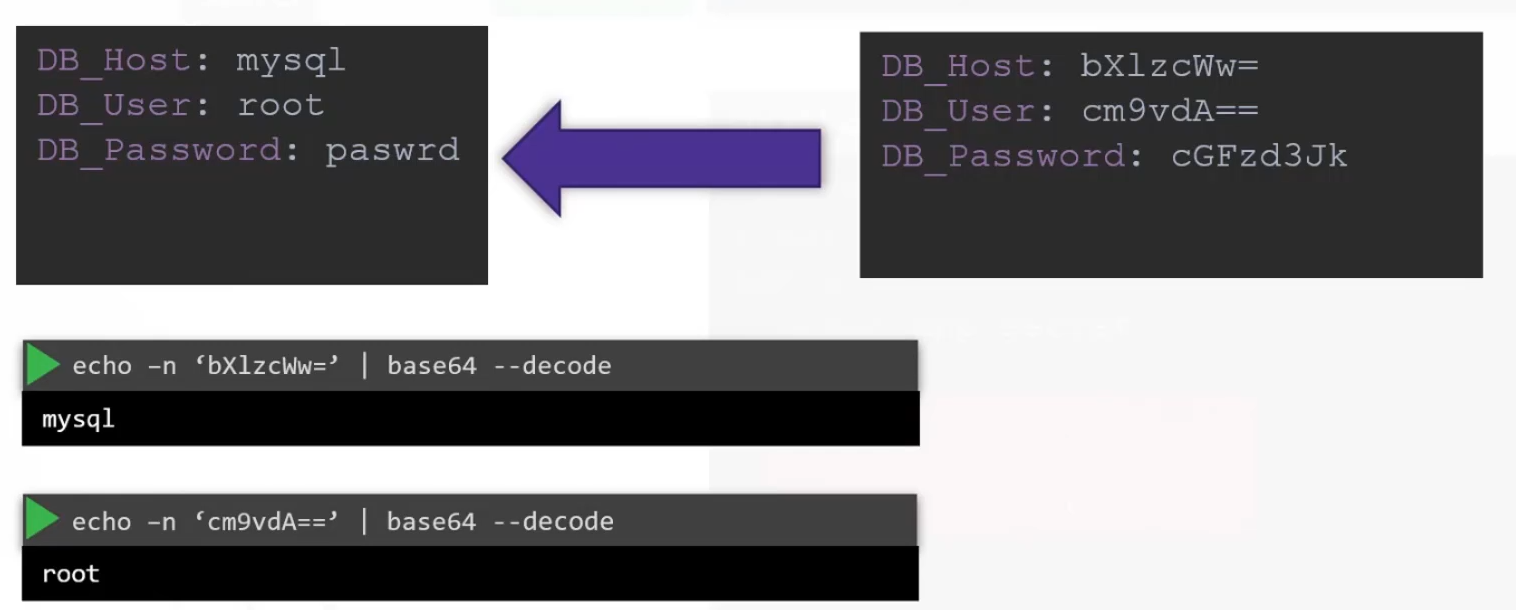 DB_Host: mysql
DB_User: root
DB_Password: paswrd
DB_Host: bXlzcWw=
DB_User: cm9vdA==
DB_Password: cGFzd3Jk
echo –n ‘bXlzcWw=’ | base64 --decode
mysql
echo –n ‘cm9vdA==’ | base64 --decode
root